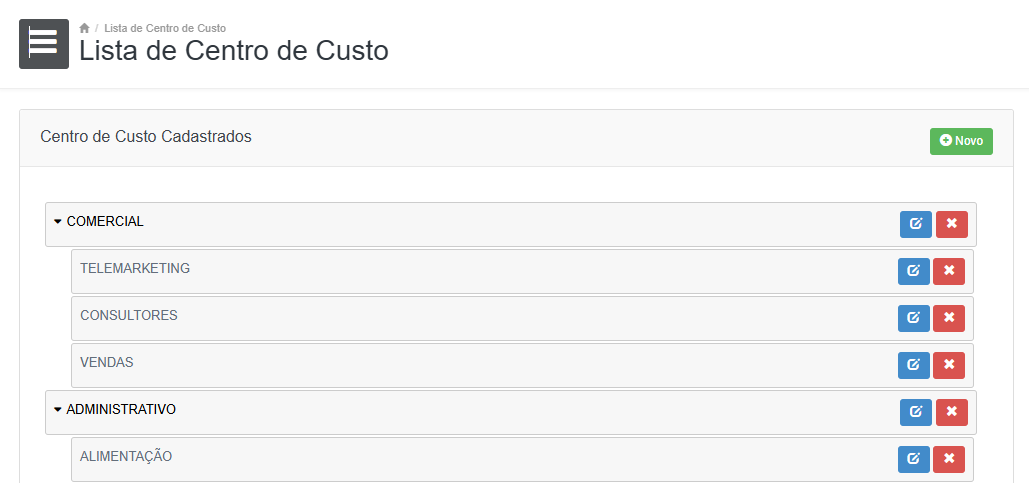 / Lista de Centro de Custo
Lista de Centro de Custo
Centro de Custo Cadastrados
Novo
COMERCIAL
TELEMARKETING
CONSULTORES
VENDAS
ADMINISTRATIVO
ALIMENTAÇÃO